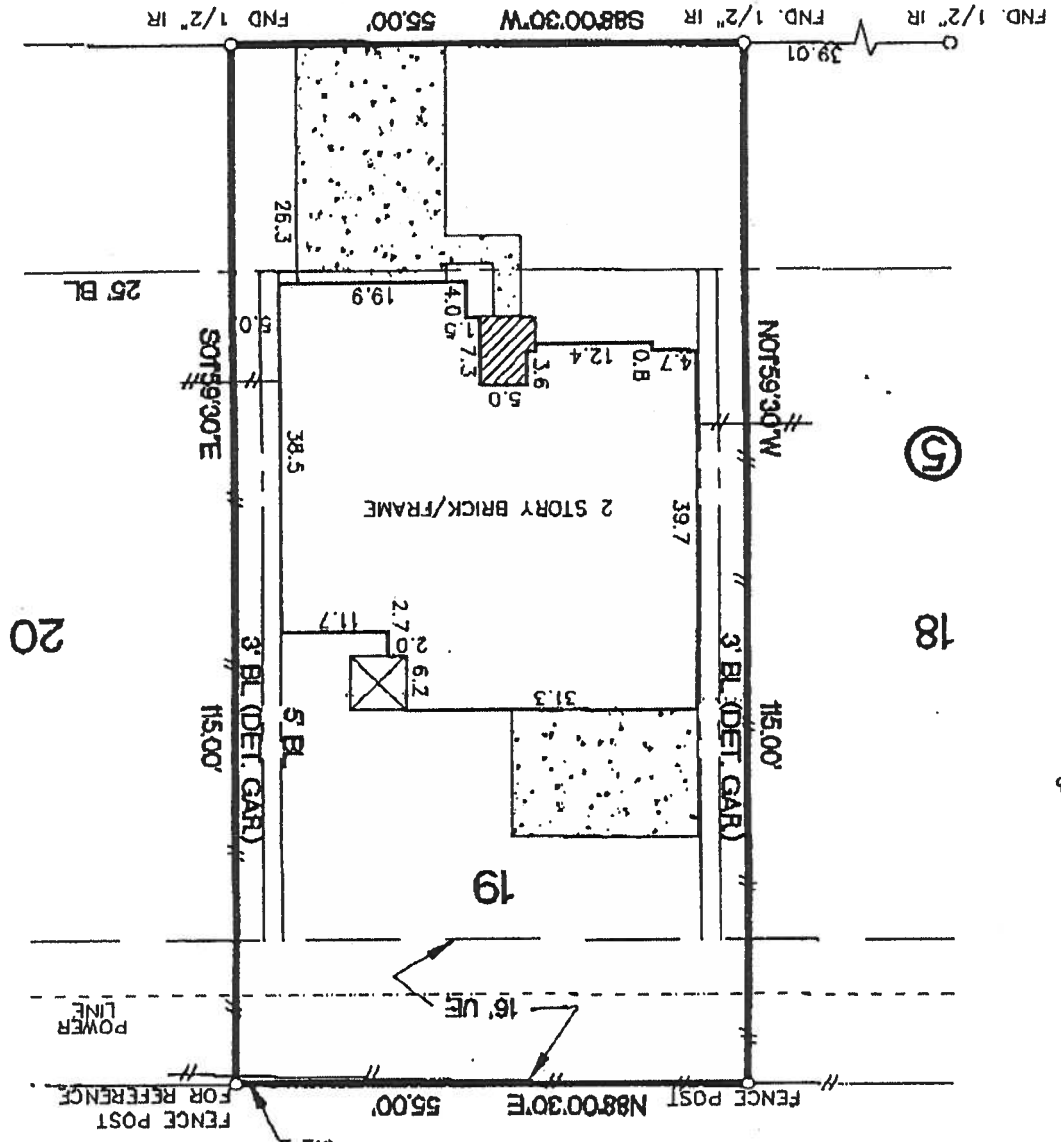 FENCE POST
FOR REFERENCE
N88°00'30"E 55.00'
FENCE POST
POWER
LINE
16' UE
19
3' BL (DET. GAR)
115.00'
5' BL
3' BL (DET. GAR)
115.00'
31.3
6.2
2.0
2.7
11.7
18
20
2 STORY BRICK/FRAME
39.7
38.5
5
N01°59'30"W
S01°59'30"E
4.7
0.8
12.4
3.6
5.0
7.3
1.5
4.0
19.9
5.0
25' BL
26.3
39.01
FND. 1/2" IR
FND. 1/2" IR
S88°00'30"W
55.00'
FND 1/2" IR